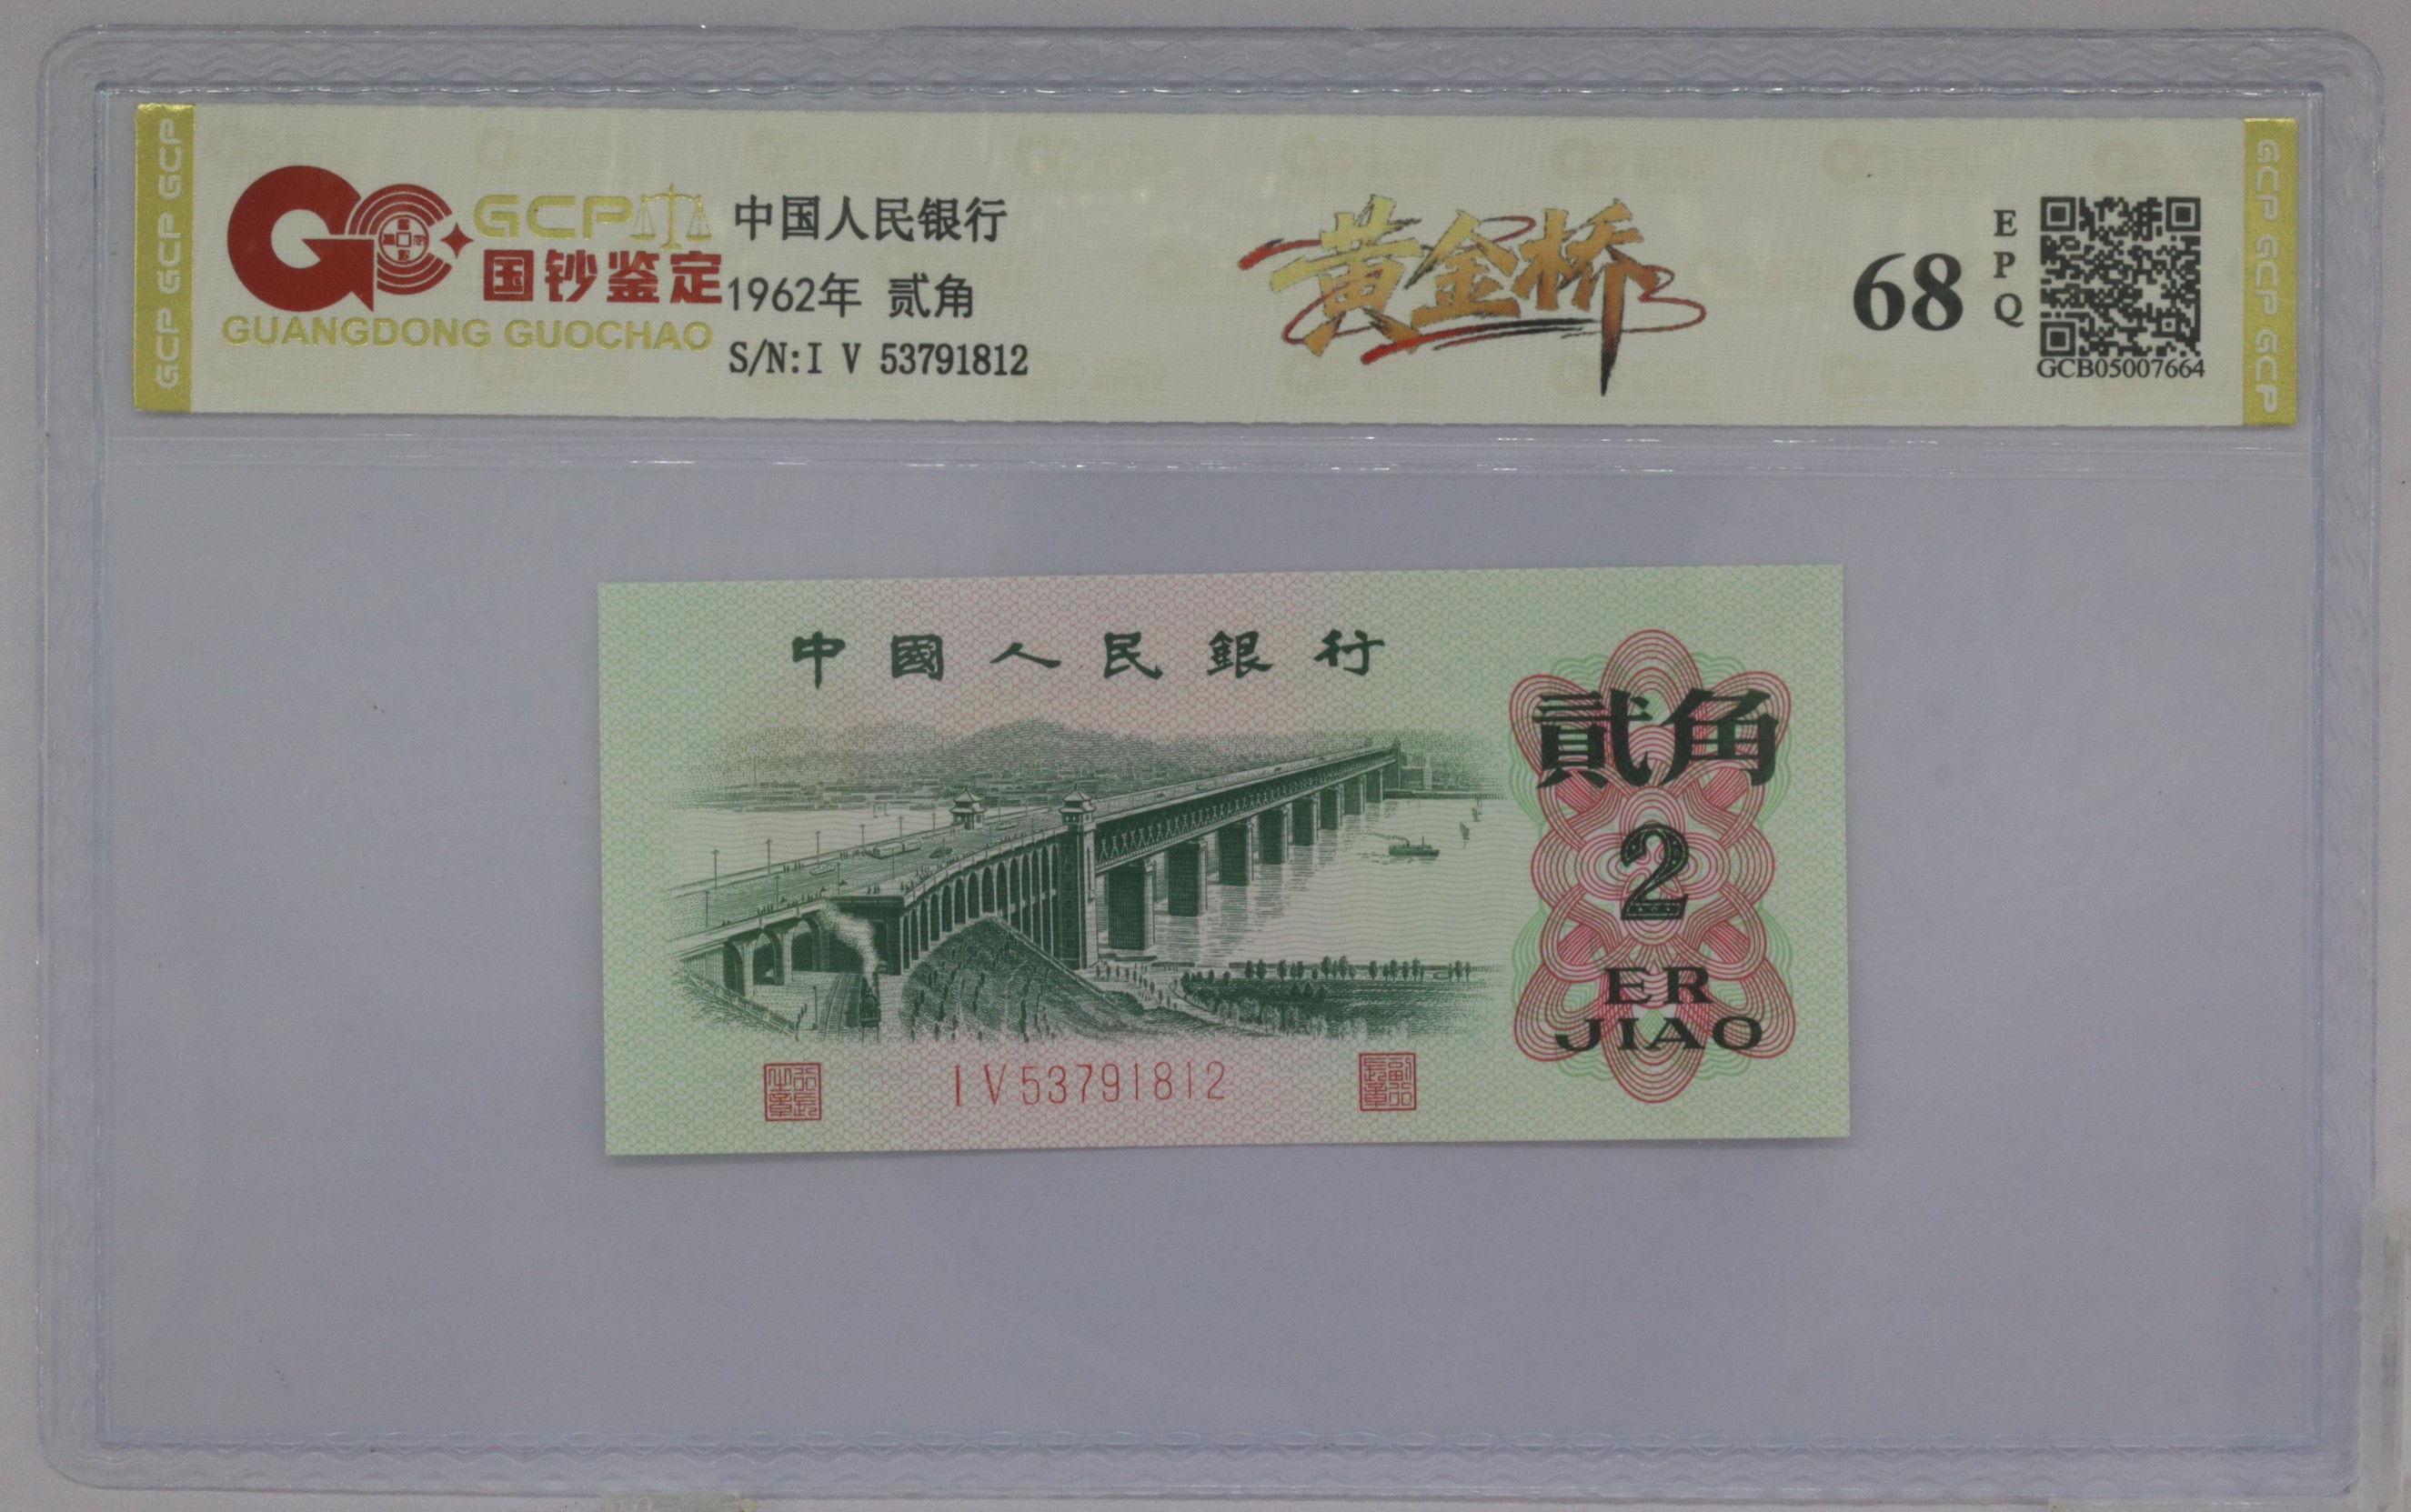 GCP GCP GCP
GCP
国钞鉴定
GUANGDONG GUOCHAO
中国人民银行
1962年 贰角
S/N:I V 53791812
黄金桥
68
E
P
Q
GCB05007664
GCP GCP GCP
中國人民銀行
貳角
2
ER
JIAO
I V 53791812